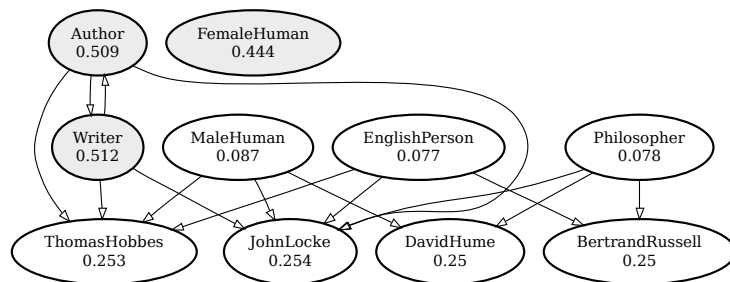 Author
0.509
FemaleHuman
0.444
Writer
0.512
MaleHuman
0.087
EnglishPerson
0.077
Philosopher
0.078
ThomasHobbes
0.253
JohnLocke
0.254
DavidHume
0.25
BertrandRussell
0.25